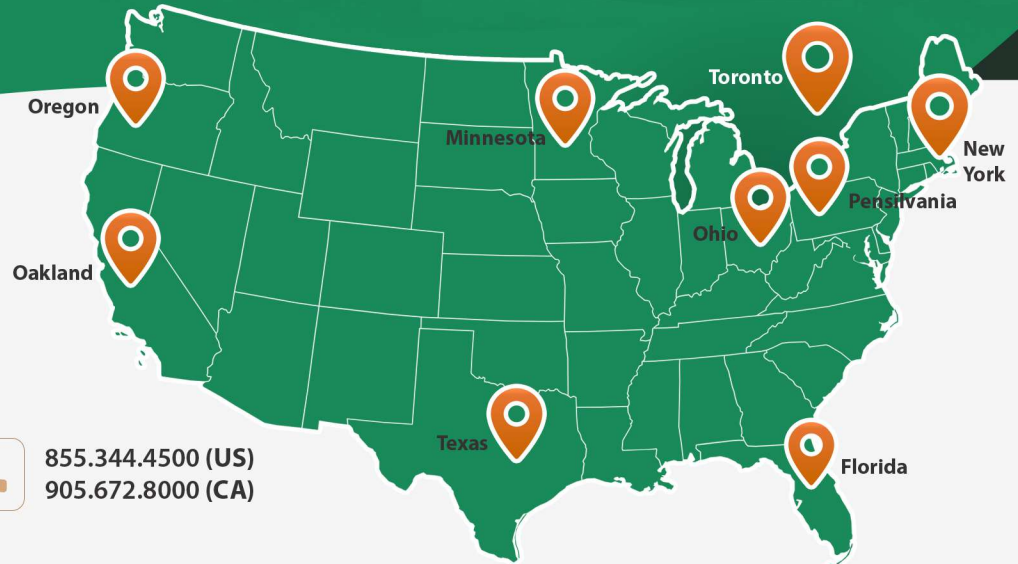 Toronto
Oregon
Minnesota
New
York
Pensilvania
Ohio
Oakland
Texas
855.344.4500 (US)
Florida
905.672.8000 (CA)